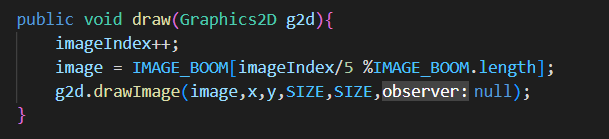 public void draw(Graphics2D g2d){
imageIndex++;
image = IMAGE_BOOM[imageIndex/5 %IMAGE_BOOM.length];
g2d.drawImage(image,x,y,SIZE,SIZE,observer:null);
}